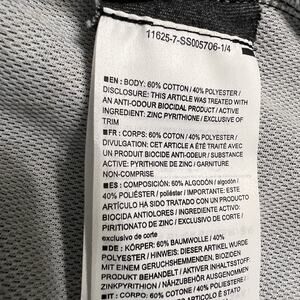 11625-7-SS005706-1/4
■EN: BODY: 60% COTTON / 40% POLYESTER /
DISCLOSURE: THIS ARTICLE WAS TREATED WITH
AN ANTI-ODOUR BIOCIDAL PRODUCT / ACTIVE
INGREDIENT: ZINC PYRITHIONE / EXCLUSIVE OF
TRIM
■FR: CORPS: 60% COTON / 40% POLYESTER /
DIVULGATION: CET ARTICLE A ÉTÉ TRAITÉ AVEC
UN PRODUIT BIOCIDE ANTI-ODEUR / SUBSTANCE
ACTIVE: PYRITHIONE DE ZINC / GARNITURE
NON-COMPRISE
■ES: COMPOSICIÓN: 60% ALGODÓN / algodón /
40% POLIÉSTER / poliéster / IMPORTANTE: ESTE
ARTÍCULO HA SIDO TRATADO CON UN PRODUCTO
BIOCIDA ANTIOLORES / INGREDIENTE ACTIVO:
PIRITIONATO DE ZINC / EXCLUYENDO CORTE /
exclusivo de corte
■DE: KÖRPER: 60% BAUMWOLLE / 40%
POLYESTER / HINWEIS: DIESER ARTIKEL WURDE
MIT EINEM GERUCHSHEMMENDEN, BIOZIDEN
PRODUKT BEHANDELT / AKTIVER INHALTSSTOFF:
ZINKPYRITHION / NÄHZUBEHÖR AUSGENOMMEN
■IT: CORPO: 60% COTONE / 40% POLIESTERE /
ARTICOLO È STATO